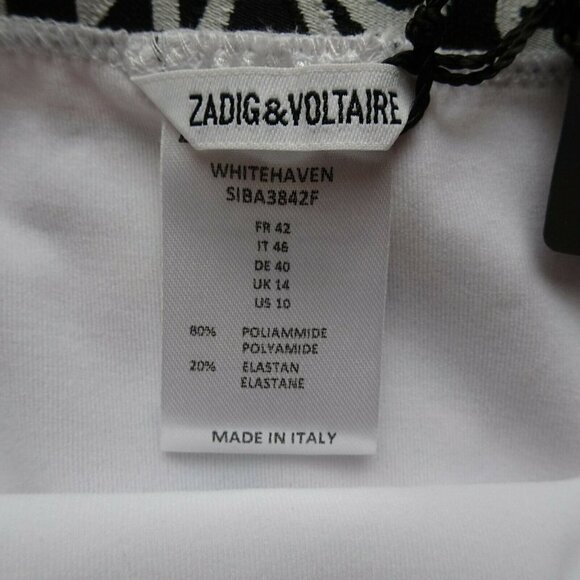 ZADIG&VOLTAIRE
WHITEHAVEN
SIBA3842F
FR 42
IT 46
DE 40
UK 14
US 10
80% POLIAMMIDE
POLYAMIDE
20% ELASTAN
ELASTANE
MADE IN ITALY